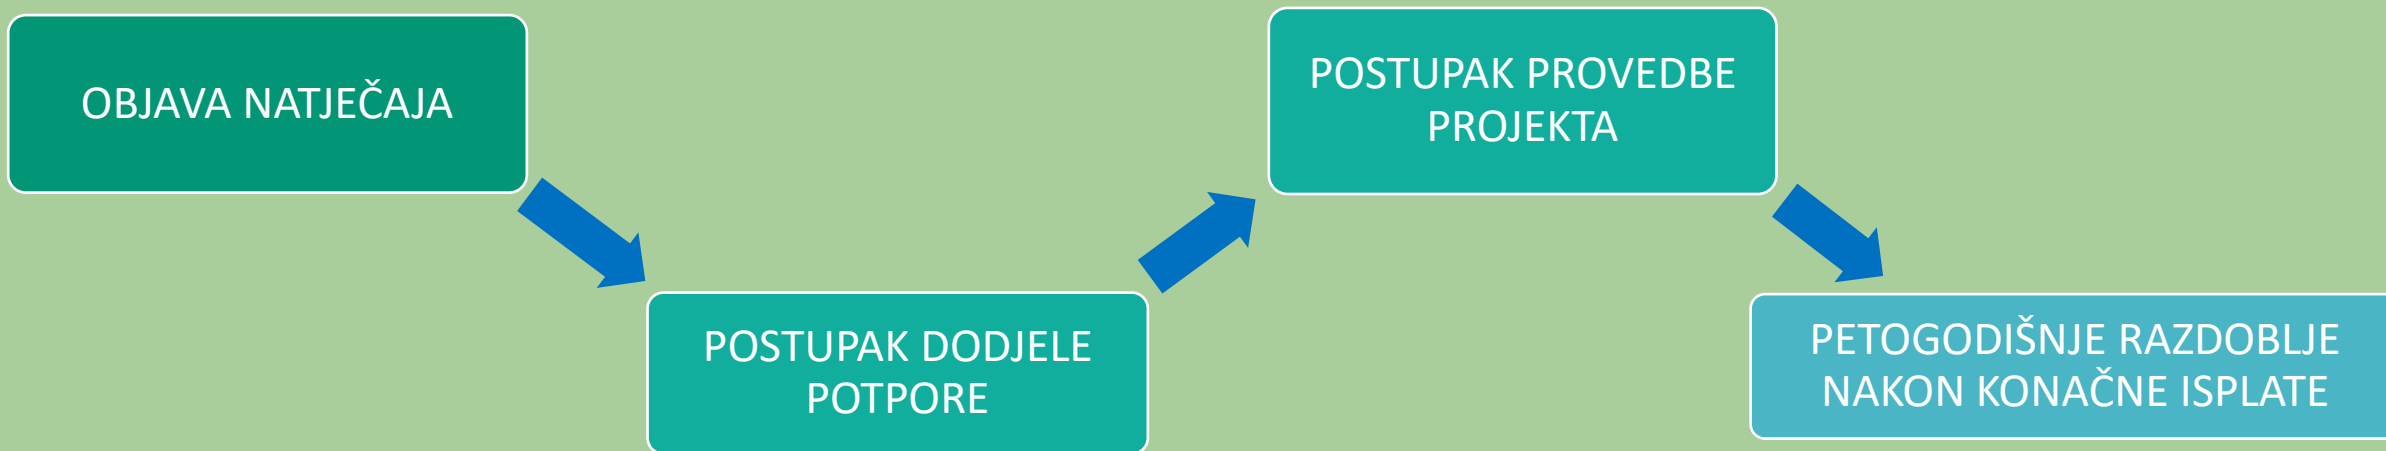 OBJAVA NATJEČAJA
POSTUPAK DODJELE
POTPORE
POSTUPAK PROVEDBE
PROJEKTA
PETOGODIŠNJE RAZDOBLJE
NAKON KONAČNE ISPLATE